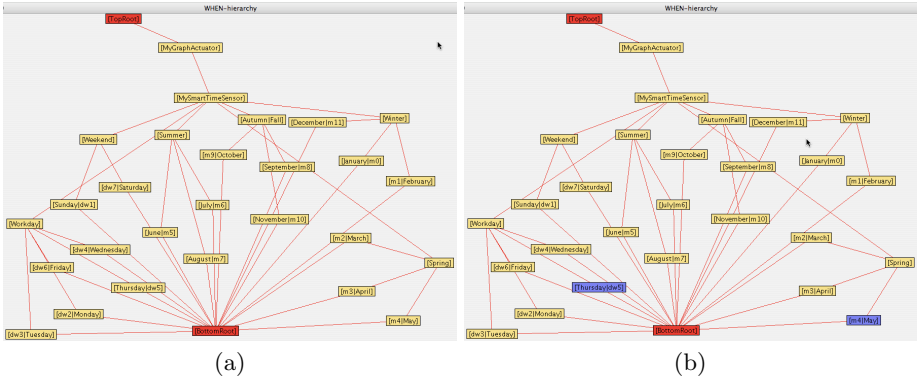 WHEN-hierarchy
[TopRoot]
[MyGraphActuator]
[MySmartTimeSensor]
[Autumn|Fall]
[December|m11]
[Winter]
[Weekend]
[Summer]
[m9|October]
[January|m0]
[September|m8]
[m1|February]
[dw7|Saturday]
[Sunday|dw1]
[July|m6]
[November|m10]
[Workday]
[June|m5]
[m2|March]
[dw4|Wednesday]
[August|m7]
[Spring]
[dw6|Friday]
[Thursday|dw5]
[m3|April]
[dw2|Monday]
[m4|May]
[BottomRoot]
[dw3|Tuesday]
(a)
WHEN-hierarchy
[TopRoot]
[MyGraphActuator]
[MySmartTimeSensor]
[Autumn|Fall]
[December|m11]
[Winter]
[Weekend]
[Summer]
[m9|October]
[January|m0]
[September|m8]
[m1|February]
[dw7|Saturday]
[Sunday|dw1]
[July|m6]
[November|m10]
[Workday]
[June|m5]
[m2|March]
[dw4|Wednesday]
[August|m7]
[Spring]
[dw6|Friday]
[Thursday|dw5]
[m3|April]
[dw2|Monday]
[m4|May]
[BottomRoot]
[dw3|Tuesday]
(b)